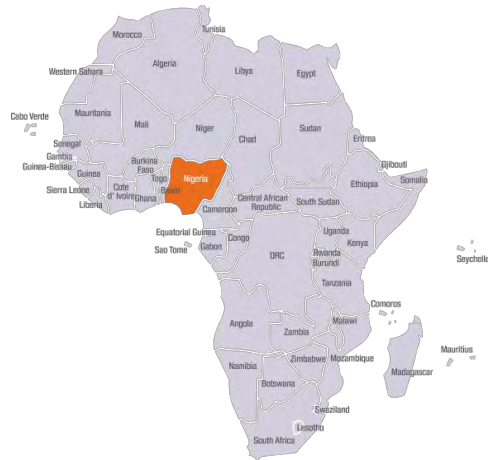 Tunisia
Morocco
Algeria
Libya
Egypt
Western Sahara
Mauritania
Mali
Niger
Chad
Sudan
Eritrea
Cabo Verde
Senegal
Gambia
Guinea-Bissau
Guinea
Sierra Leone
Liberia
Cote
d' Ivoire
Burkina
Faso
Ghana
Togo
Benin
Nigeria
Cameroon
Central African
Republic
South Sudan
Ethiopia
Djibouti
Somalia
Equatorial Guinea
Sao Tome
Gabon
Congo
DRC
Uganda
Kenya
Rwanda
Burundi
Tanzania
Seychelle
Comoros
Angola
Zambia
Malawi
Mozambique
Zimbabwe
Namibia
Botswana
Madagascar
Mauritius
Swaziland
Lesotho
South Africa